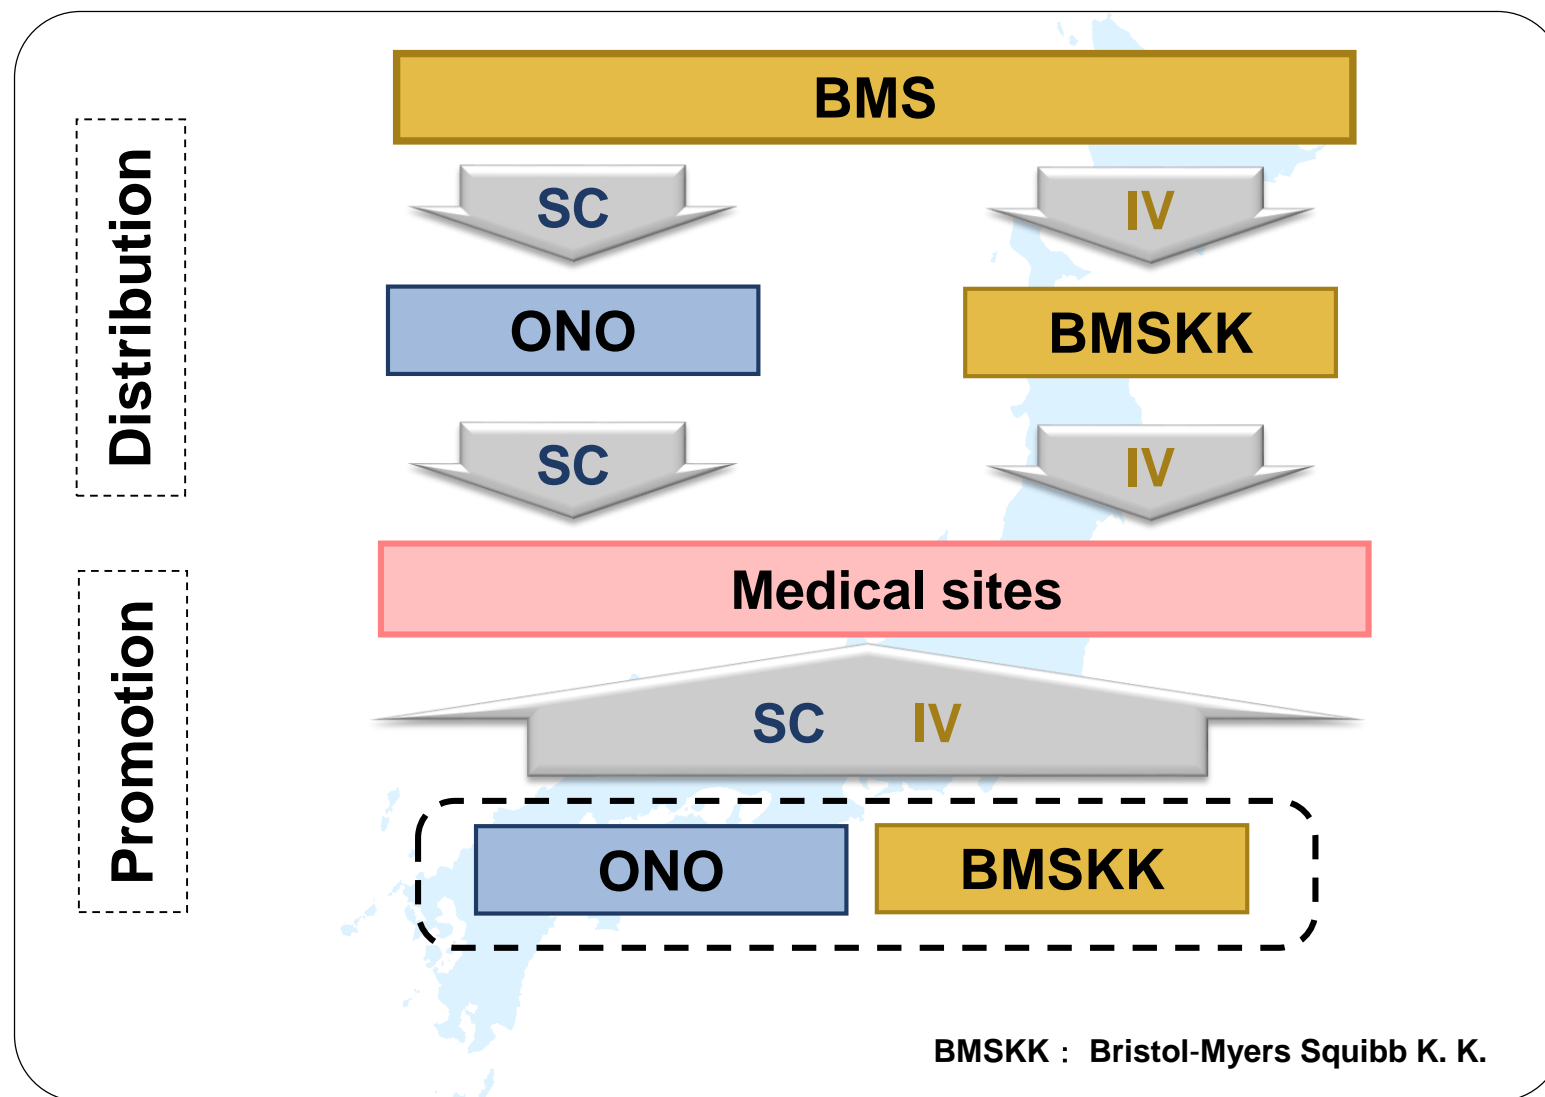 BMS
Distribution
SC
IV
ONO
BMSKK
SC
IV
Medical sites
Promotion
SC IV
ONO
BMSKK
BMSKK : Bristol-Myers Squibb K. K.